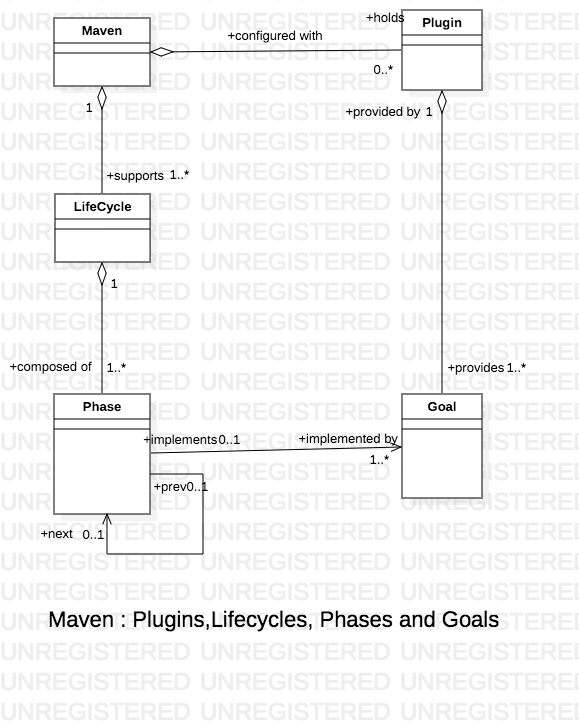 +holds
Maven
Plugin
+configured with
0..*
1
+provided by 1
+supports 1..*
LifeCycle
1
+composed of 1..*
+provides 1..*
Phase
Goal
+implements 0..1
+implemented by
1..*
+prev 0..1
+next 0..1
Maven : Plugins,Lifecycles, Phases and Goals
UNREGISTERED